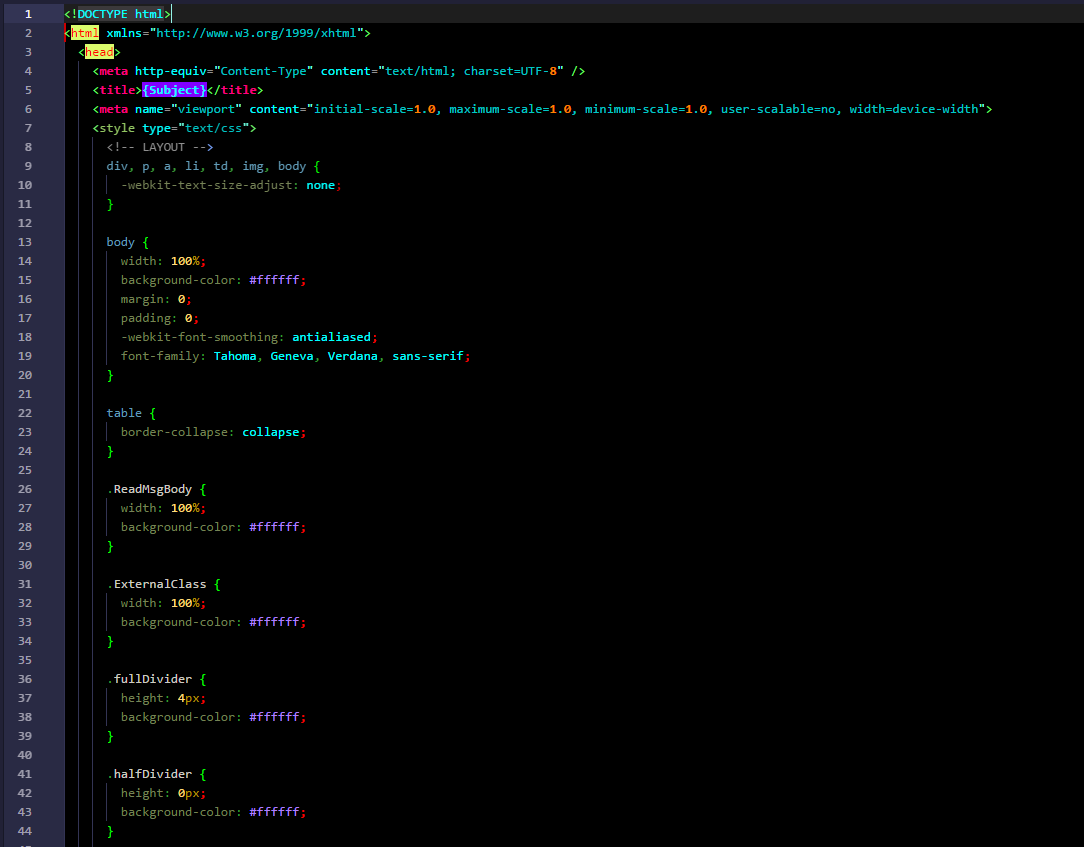 1 <!DOCTYPE html>
2 <html xmlns="http://www.w3.org/1999/xhtml">
3 <head>
4 <meta http-equiv="Content-Type" content="text/html; charset=UTF-8" />
5 <title>{Subject}</title>
6 <meta name="viewport" content="initial-scale=1.0, maximum-scale=1.0, minimum-scale=1.0, user-scalable=no, width=device-width">
7 <style type="text/css">
8 <!-- LAYOUT -->
9 div, p, a, li, td, img, body {
10 -webkit-text-size-adjust: none;
11 }
12
13 body {
14 width: 100%;
15 background-color: #ffffff;
16 margin: 0;
17 padding: 0;
18 -webkit-font-smoothing: antialiased;
19 font-family: Tahoma, Geneva, Verdana, sans-serif;
20 }
21
22 table {
23 border-collapse: collapse;
24 }
25
26 .ReadMsgBody {
27 width: 100%;
28 background-color: #ffffff;
29 }
30
31 .ExternalClass {
32 width: 100%;
33 background-color: #ffffff;
34 }
35
36 .fullDivider {
37 height: 4px;
38 background-color: #ffffff;
39 }
40
41 .halfDivider {
42 height: 0px;
43 background-color: #ffffff;
44 }